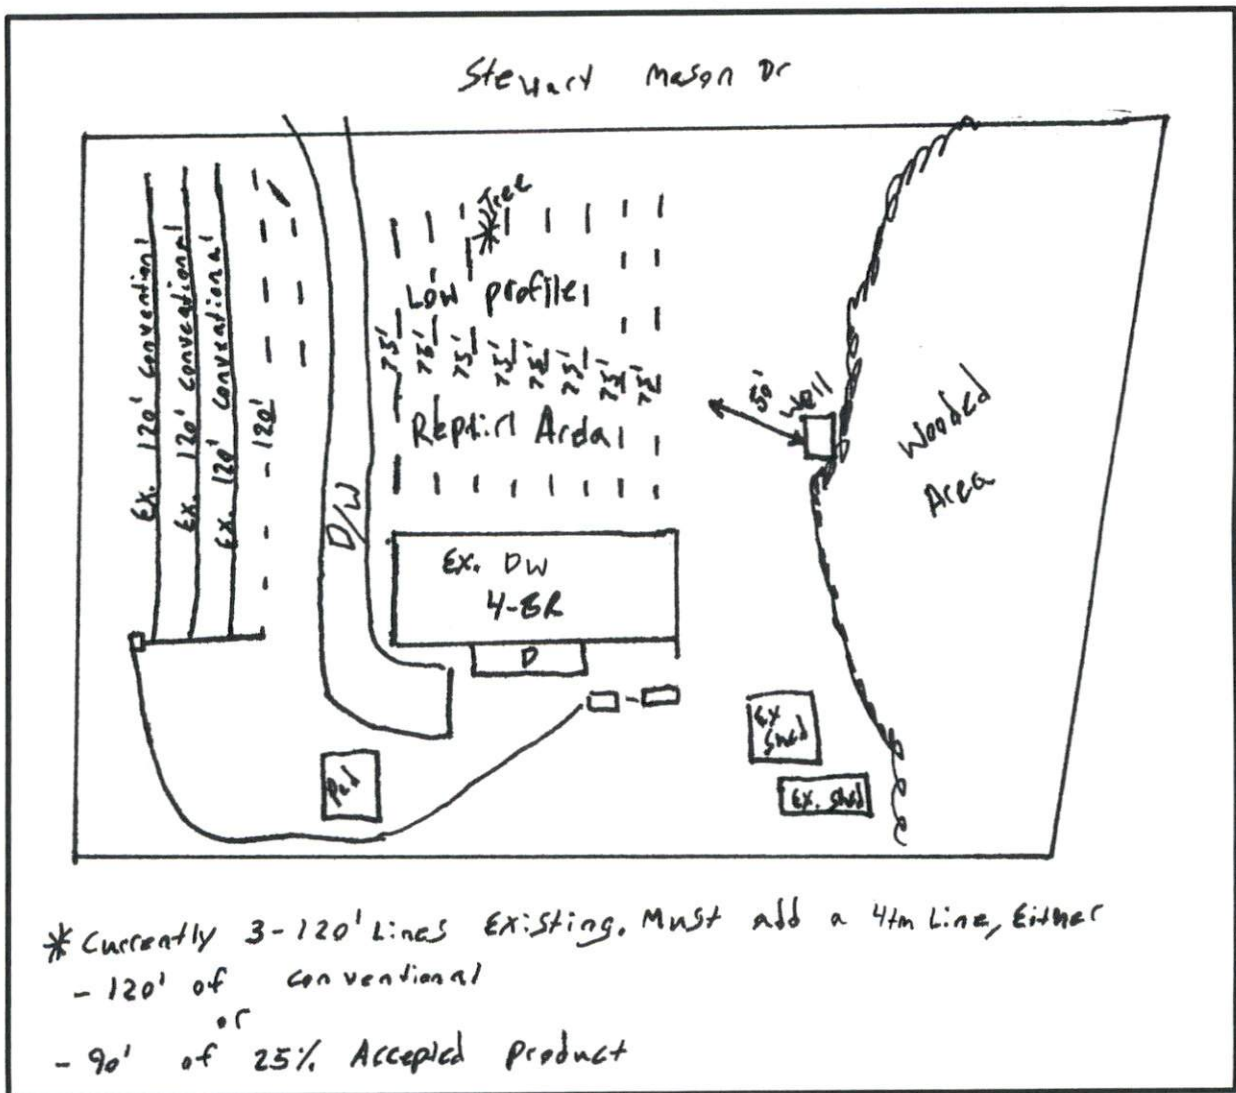 Stewart Mason Dr
Tree
Low profile
75' 75' 75' 75' 75' 75' 75' 75'
Area
Ex. 120' conventional
Ex. 120' conventional
Ex. 120' conventional
120'
D/W
50'
Well
Wooded
Area
Ex. DW
4-BR
D
Pad
Ex
Shed
Ex. Shed
* Currently 3-120' Lines Existing. Must add a 4th Line, Either
- 120' of conventional
or
- 90' of 25% Accepted product